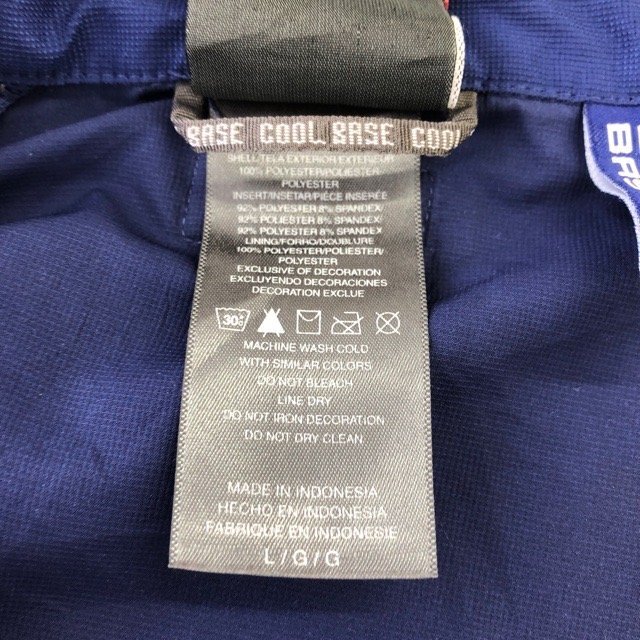 BASE COOL BASE COOL
SHELL/TELA EXTERIOR/EXTERIEUR
100% POLYESTER/POLIESTER/
POLYESTER
INSERT/INSETAR/PIÈCE INSÉRÉE
92% POLYESTER 8% SPANDEX/
92% POLIESTER 8% SPANDEX/
92% POLYESTER 8% SPANDEX
LINING/FORRO/DOUBLURE
100% POLYESTER/POLIESTER/
POLYESTER
EXCLUSIVE OF DECORATION
EXCLUYENDO DECORACIONES
DECORATION EXCLUE
30
MACHINE WASH COLD
WITH SIMILAR COLORS
DO NOT BLEACH
LINE DRY
DO NOT IRON DECORATION
DO NOT DRY CLEAN
MADE IN INDONESIA
HECHO EN INDONESIA
FABRIQUE EN INDONESIA
L/G/G